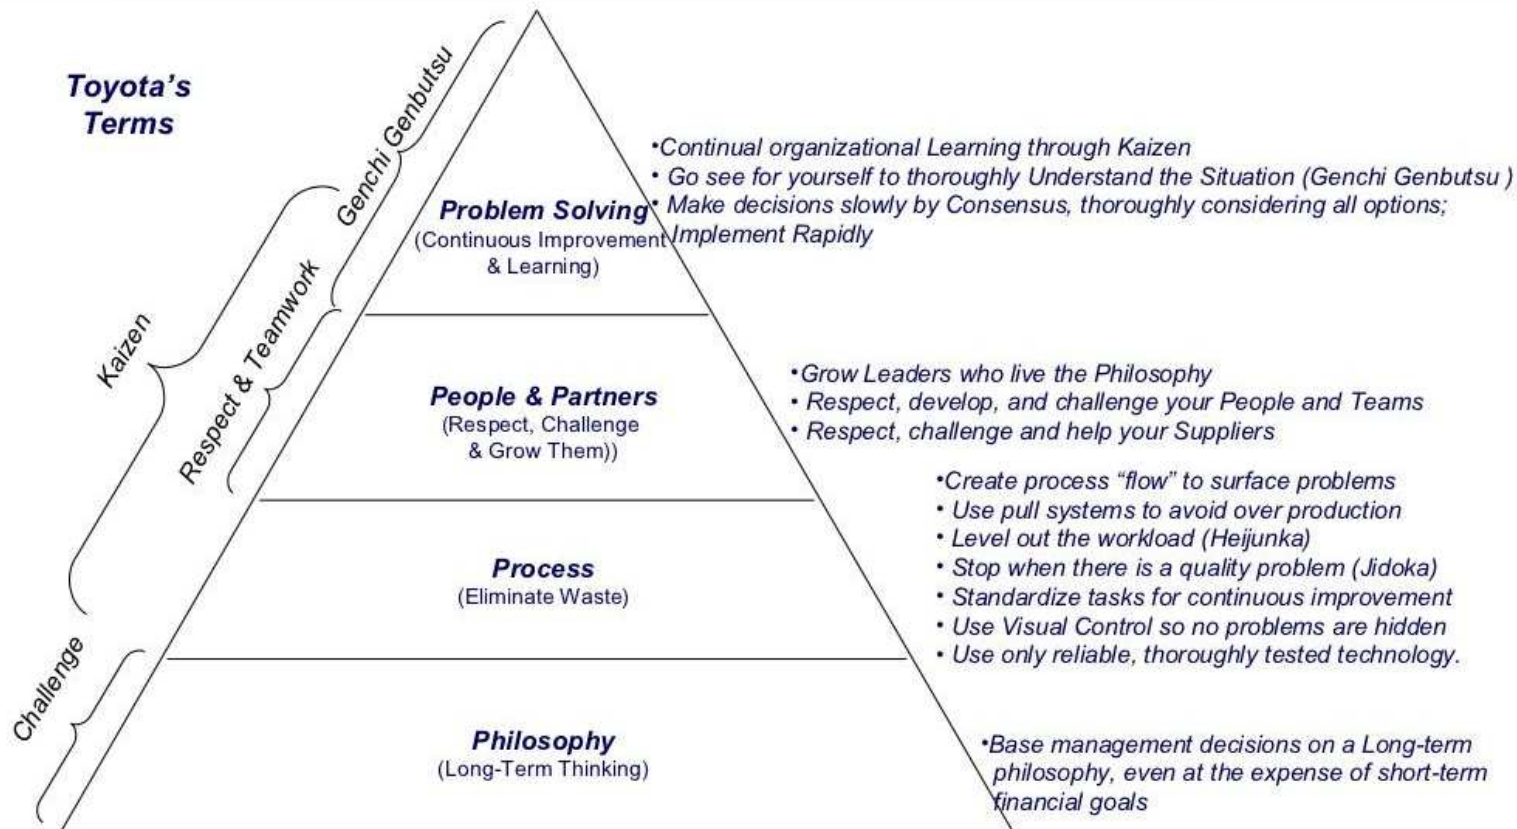 Toyota's
Terms
Genchi Genbutsu
Kaizen
Respect & Teamwork
Challenge
Problem Solving
(Continuous Improvement
& Learning)
•Continual organizational Learning through Kaizen
• Go see for yourself to thoroughly Understand the Situation (Genchi Genbutsu )
• Make decisions slowly by Consensus, thoroughly considering all options;
Implement Rapidly
People & Partners
(Respect, Challenge
& Grow Them))
•Grow Leaders who live the Philosophy
• Respect, develop, and challenge your People and Teams
• Respect, challenge and help your Suppliers
Process
(Eliminate Waste)
•Create process “flow” to surface problems
• Use pull systems to avoid over production
• Level out the workload (Heijunka)
• Stop when there is a quality problem (Jidoka)
• Standardize tasks for continuous improvement
• Use Visual Control so no problems are hidden
• Use only reliable, thoroughly tested technology.
Philosophy
(Long-Term Thinking)
•Base management decisions on a Long-term
philosophy, even at the expense of short-term
financial goals